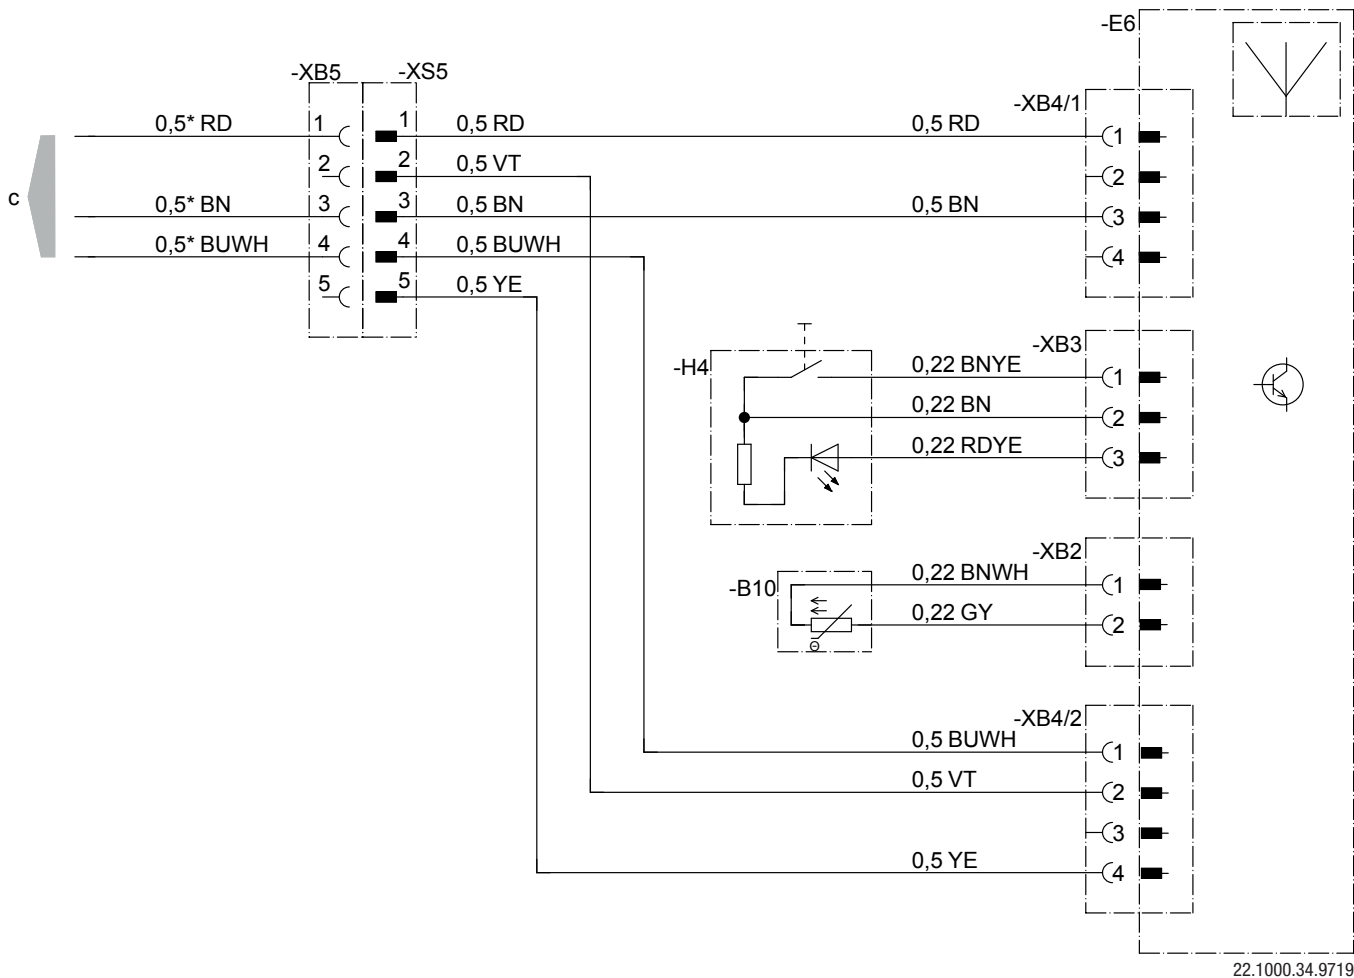 -E6
-XB5 -XS5
-XB4/1
0,5* RD 1 1 0,5 RD 0,5 RD 1
2 2 0,5 VT 2
c 0,5* BN 3 3 0,5 BN 0,5 BN 3
0,5* BUWH 4 4 0,5 BUWH 4
5 5 0,5 YE
-XB3
-H4 0,22 BNYE 1
0,22 BN 2
0,22 RDYE 3
-XB2
-B10 0,22 BNWH 1
0,22 GY 2
Θ
-XB4/2
0,5 BUWH 1
0,5 VT 2
3
0,5 YE 4
22.1000.34.9719